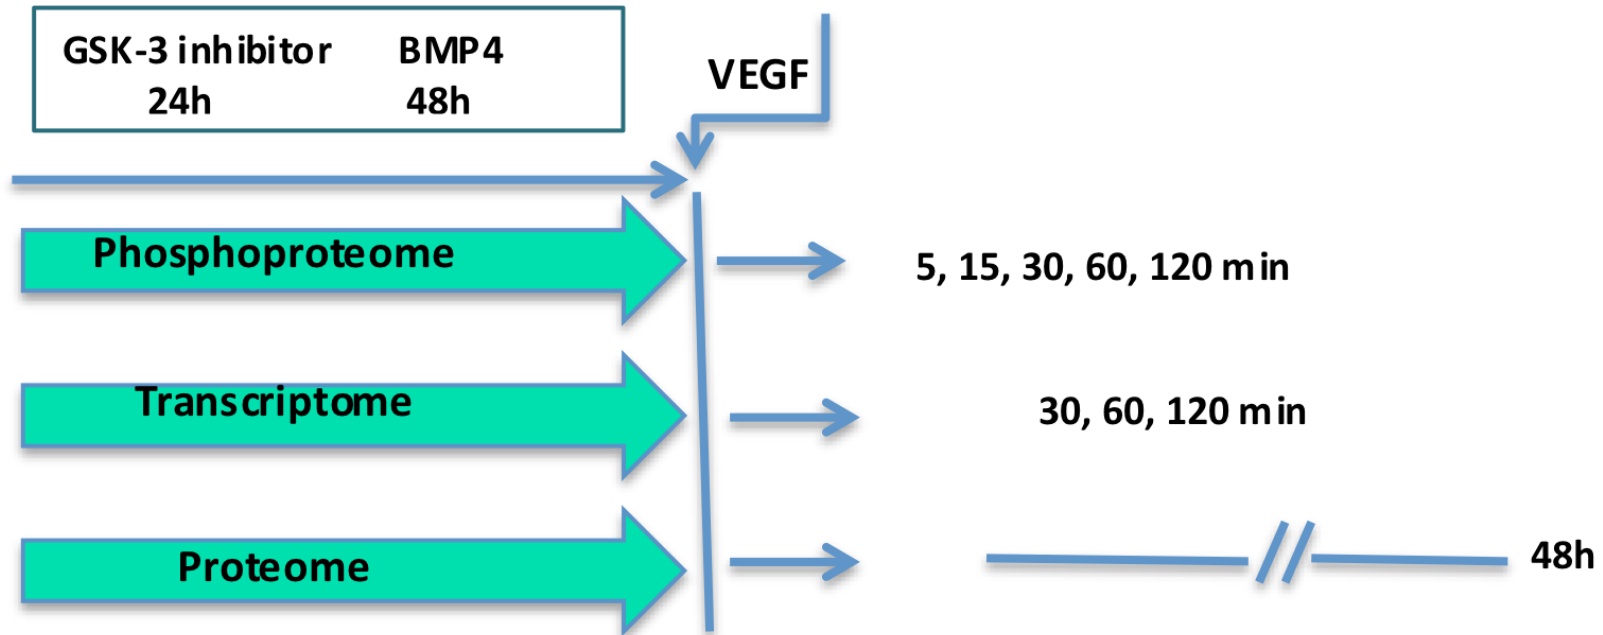 GSK-3 inhibitor BMP4
24h 48h
VEGF
Phosphoproteome
5, 15, 30, 60, 120 min
Transcriptome
30, 60, 120 min
Proteome
48h